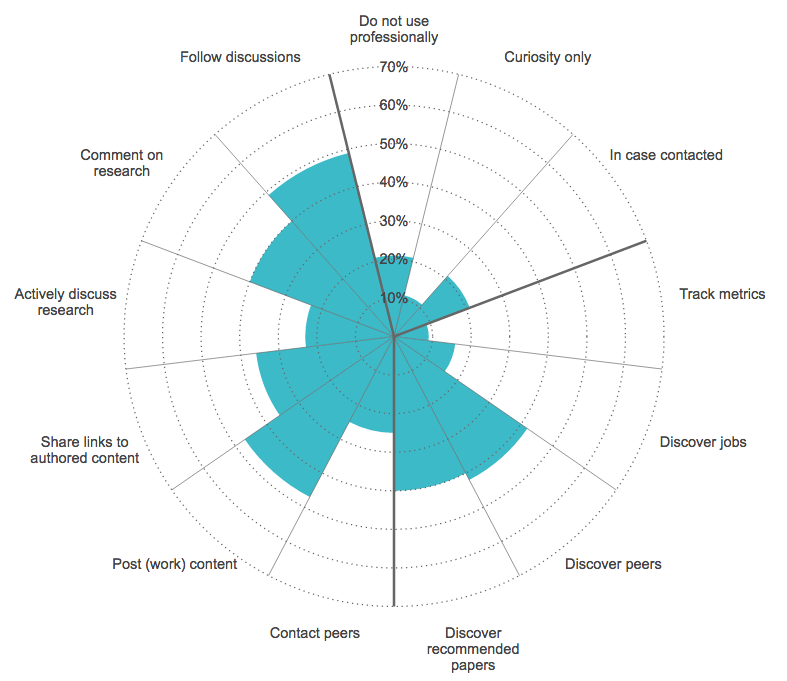 Do not use
professionally
Follow discussions
Curiosity only
70%
60%
50%
40%
30%
20%
10%
Comment on
research
In case contacted
Actively discuss
research
Track metrics
Share links to
authored content
Discover jobs
Post (work) content
Discover peers
Contact peers
Discover
recommended
papers